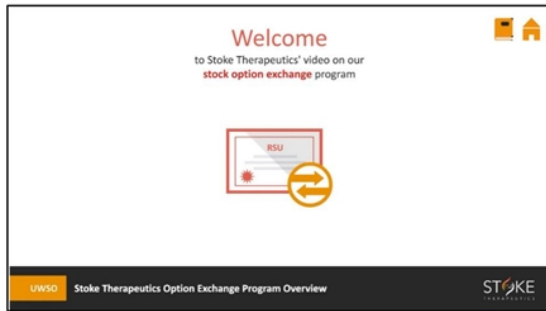 Welcome
to Stoke Therapeutics' video on our
stock option exchange program
RSU
UWSO
Stoke Therapeutics Option Exchange Program Overview
STOKE
THERAPEUTICS